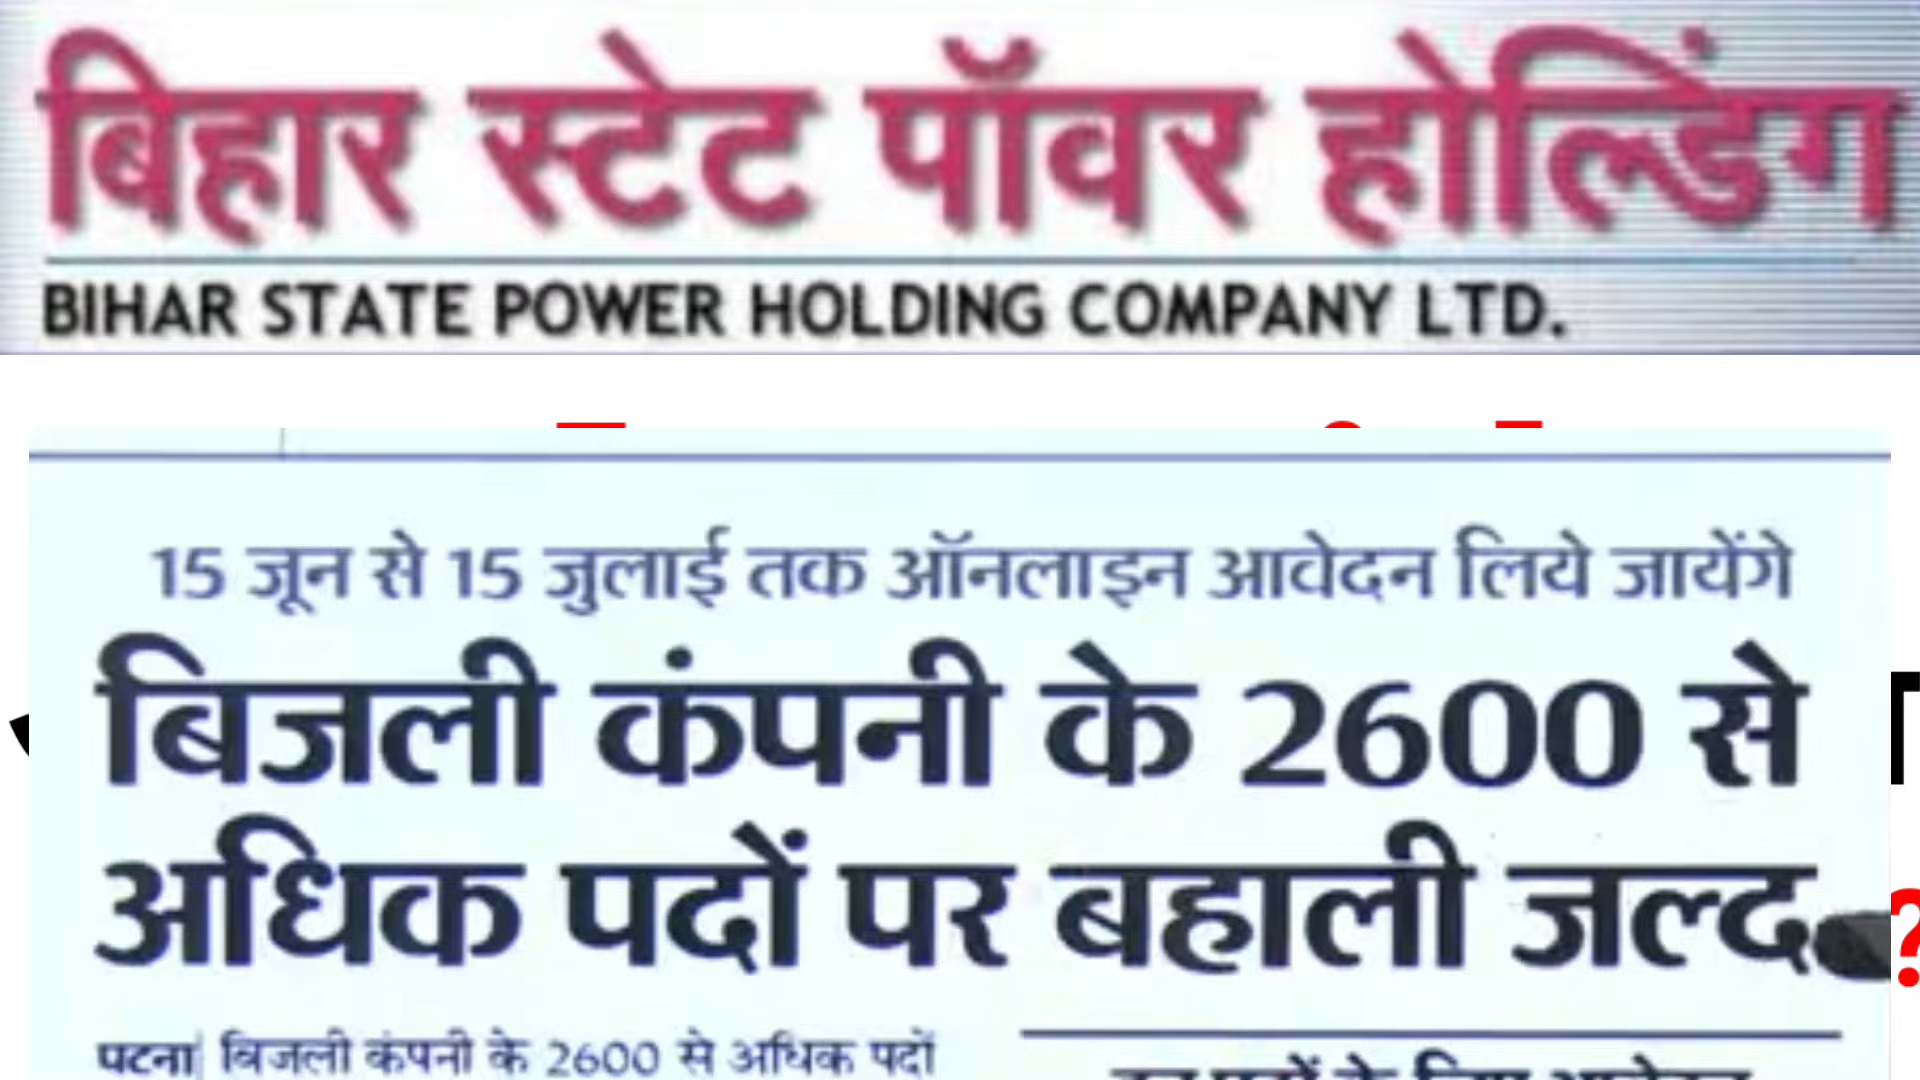 बिहार स्टेट पॉवर होल्डिंग
BIHAR STATE POWER HOLDING COMPANY LTD.
15 जून से 15 जुलाई तक ऑनलाइन आवेदन लिये जायेंगे
बिजली कंपनी के 2600 से
अधिक पदों पर बहाली जल्द
?
पटना बिजली कंपनी के 2600 से अधिक पदों